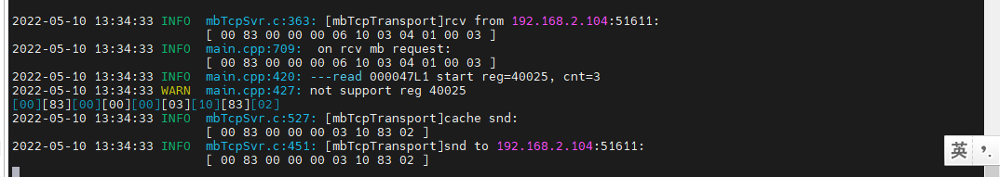 2022-05-10 13:34:33 INFO  mbTcpSvr.c:363: [mbTcpTransport]rcv from 192.168.2.104:51611:
[ 00 83 00 00 00 06 10 03 04 01 00 03 ]
2022-05-10 13:34:33 INFO  main.cpp:709:  on rcv mb request:
[ 00 83 00 00 00 06 10 03 04 01 00 03 ]
2022-05-10 13:34:33 INFO  main.cpp:420: ---read 000047L1 start reg=40025, cnt=3
2022-05-10 13:34:33 WARN  main.cpp:427: not support reg 40025
[00][83][00][00][00][03][10][83][02]
2022-05-10 13:34:33 INFO  mbTcpSvr.c:527: [mbTcpTransport]cache snd:
[ 00 83 00 00 00 03 10 83 02 ]
2022-05-10 13:34:33 INFO  mbTcpSvr.c:451: [mbTcpTransport]snd to 192.168.2.104:51611:
[ 00 83 00 00 00 03 10 83 02 ]
英 ，.